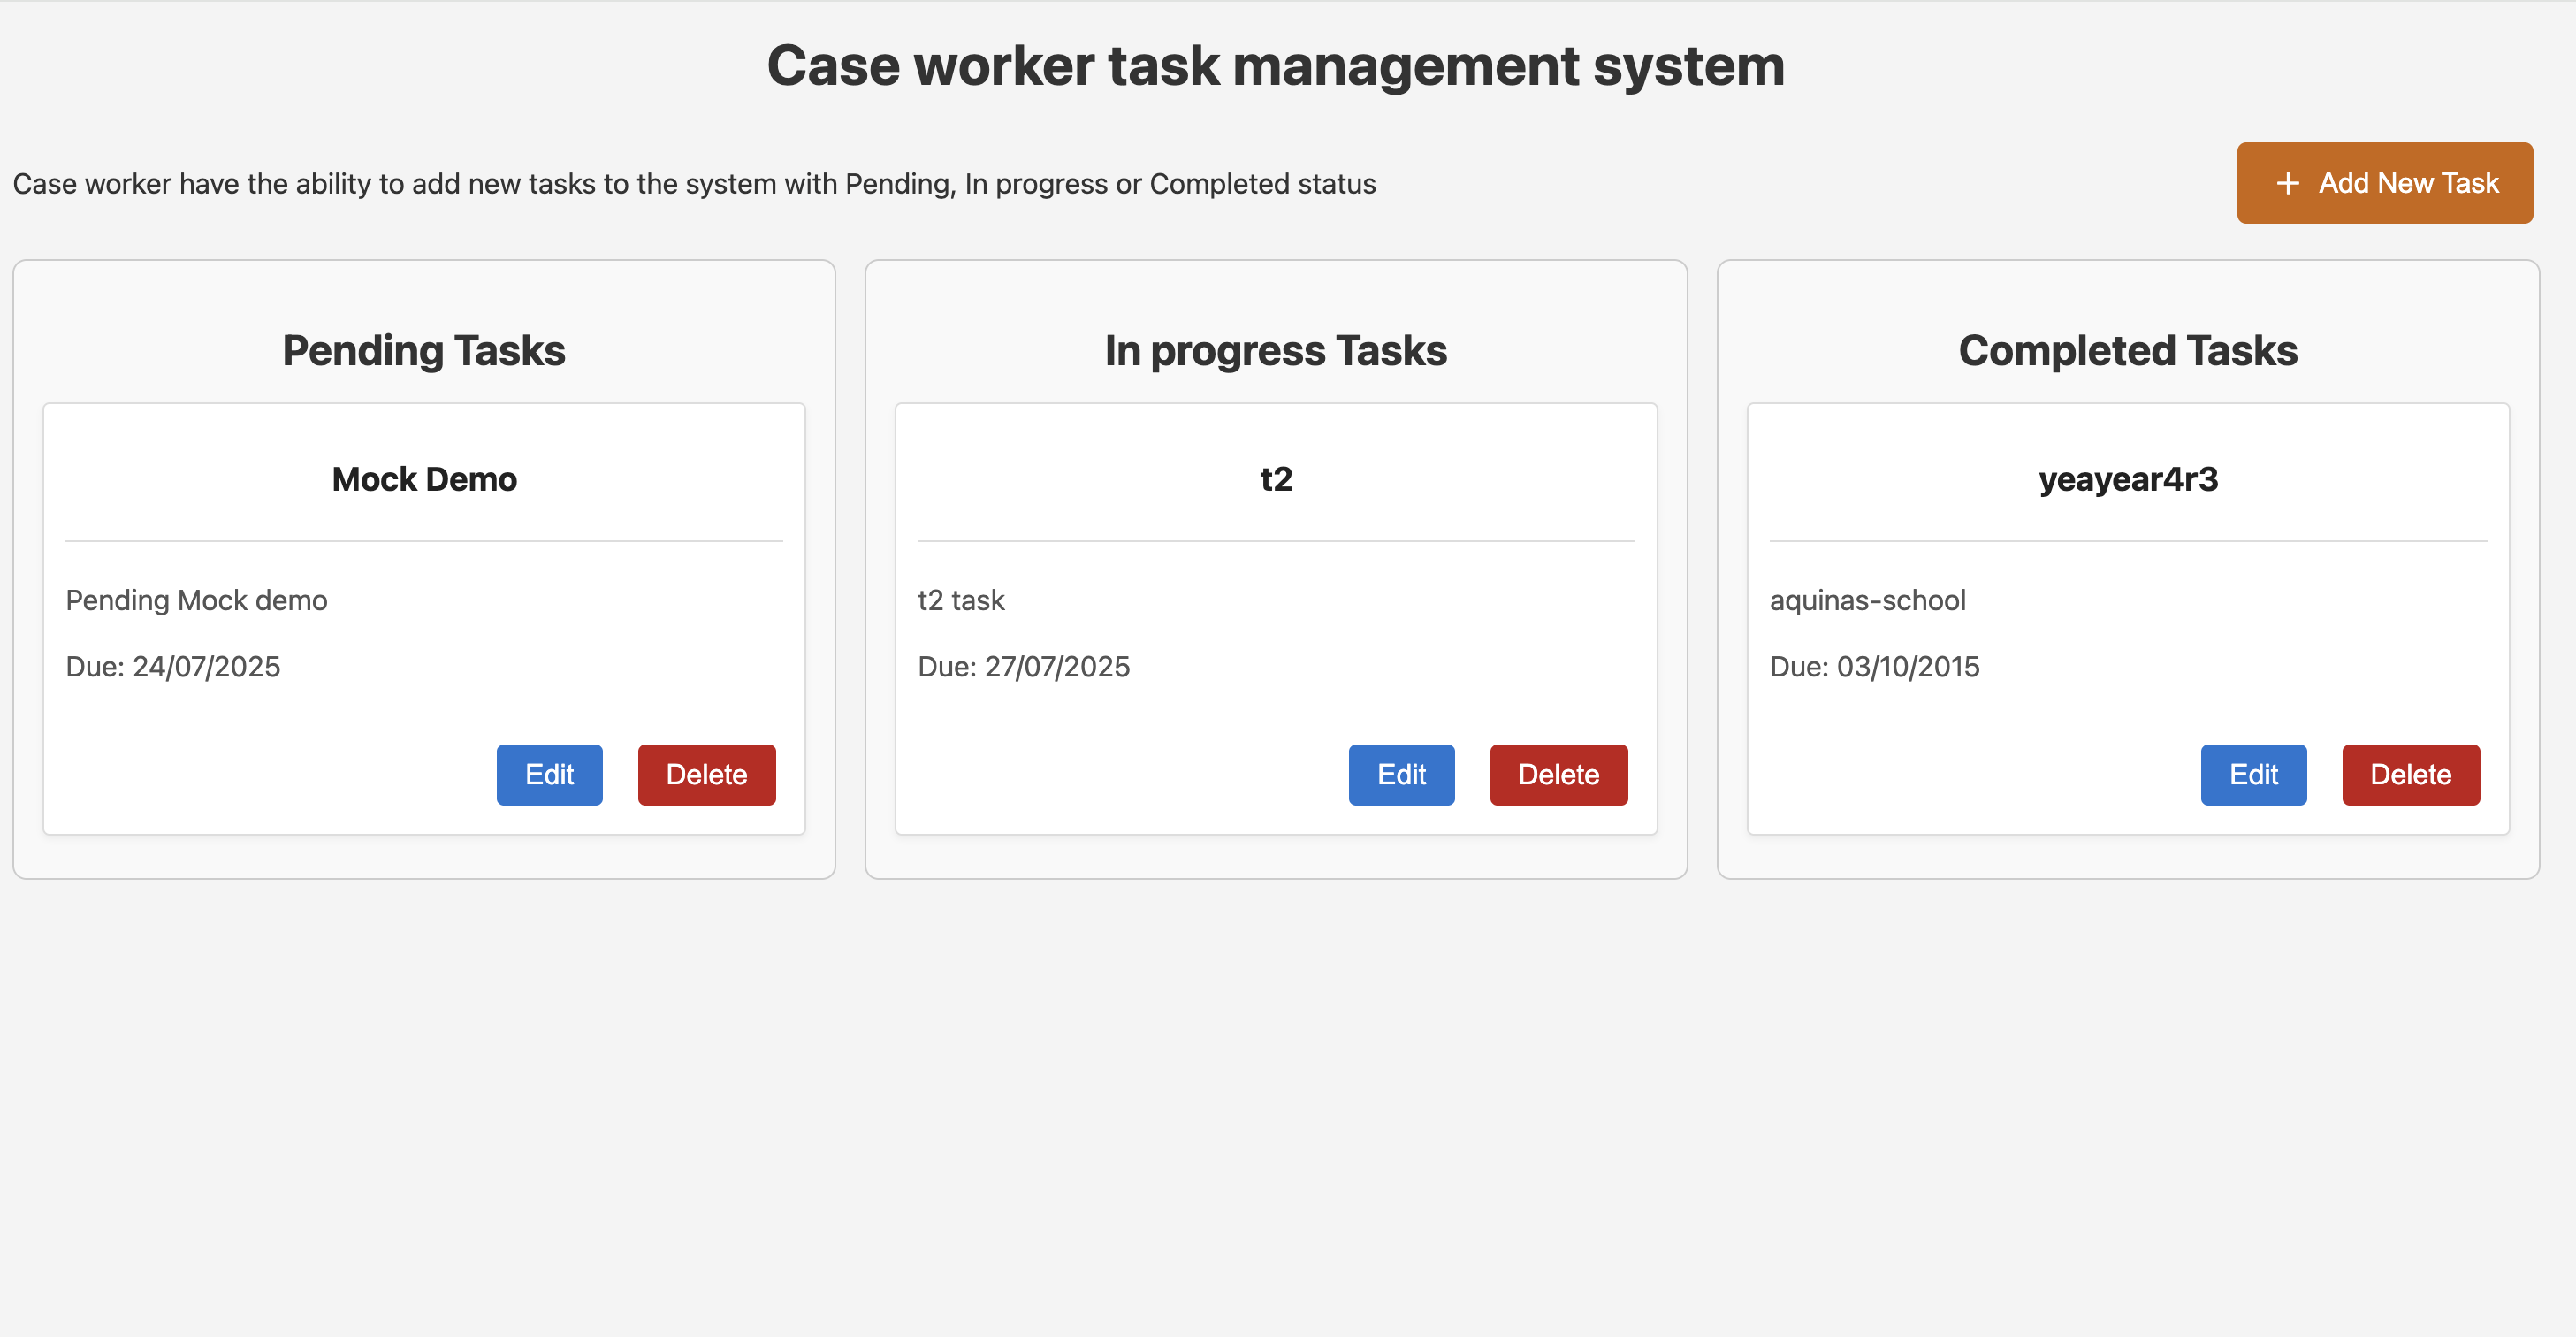 Case worker task management system
Case worker have the ability to add new tasks to the system with Pending, In progress or Completed status
+ Add New Task
Pending Tasks
Mock Demo
Pending Mock demo
Due: 24/07/2025
Edit
Delete
In progress Tasks
t2
t2 task
Due: 27/07/2025
Edit
Delete
Completed Tasks
yeayear4r3
aquinas-school
Due: 03/10/2015
Edit
Delete